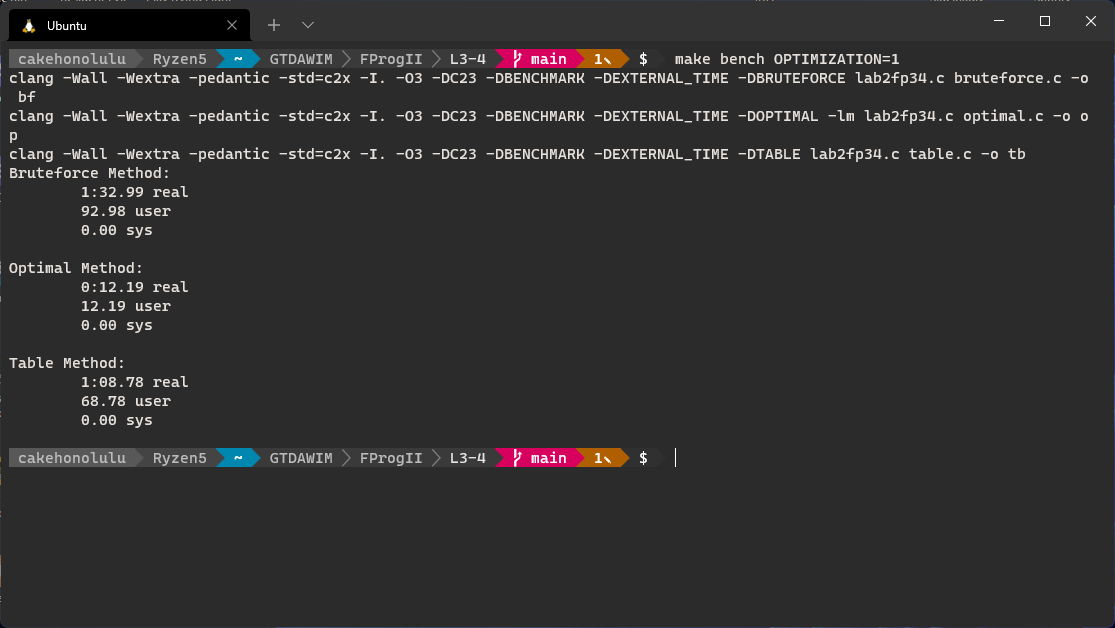 Ubuntu
cakehonolulu Ryzen5 ~ GTDAWIM FProgII L3-4 main 1 $ make bench OPTIMIZATION=1
clang -Wall -Wextra -pedantic -std=c2x -I. -O3 -DC23 -DBENCHMARK -DEXTERNAL_TIME -DBRUTEFORCE lab2fp34.c bruteforce.c -o
bf
clang -Wall -Wextra -pedantic -std=c2x -I. -O3 -DC23 -DBENCHMARK -DEXTERNAL_TIME -DOPTIMAL -lm lab2fp34.c optimal.c -o o
p
clang -Wall -Wextra -pedantic -std=c2x -I. -O3 -DC23 -DBENCHMARK -DEXTERNAL_TIME -DTABLE lab2fp34.c table.c -o tb
Bruteforce Method:
1:32.99 real
92.98 user
0.00 sys
Optimal Method:
0:12.19 real
12.19 user
0.00 sys
Table Method:
1:08.78 real
68.78 user
0.00 sys
cakehonolulu Ryzen5 ~ GTDAWIM FProgII L3-4 main 1 $